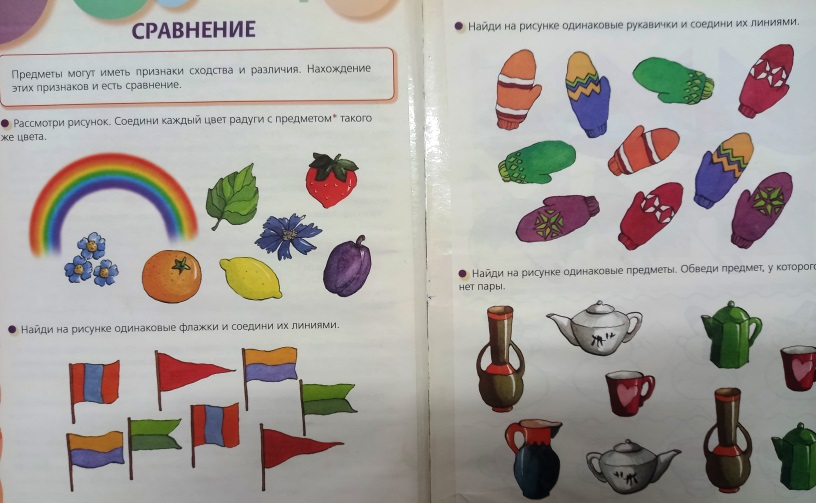 СРАВНЕНИЕ
Предметы могут иметь признаки сходства и различия. Нахождение
этих признаков и есть сравнение.
Рассмотри рисунок. Соедини каждый цвет радуги с предметом* такого
же цвета.
Найди на рисунке одинаковые флажки и соедини их линиями.
Найди на рисунке одинаковые рукавички и соедини их линиями.
Найди на рисунке одинаковые предметы. Обведи предмет, у которого
нет пары.